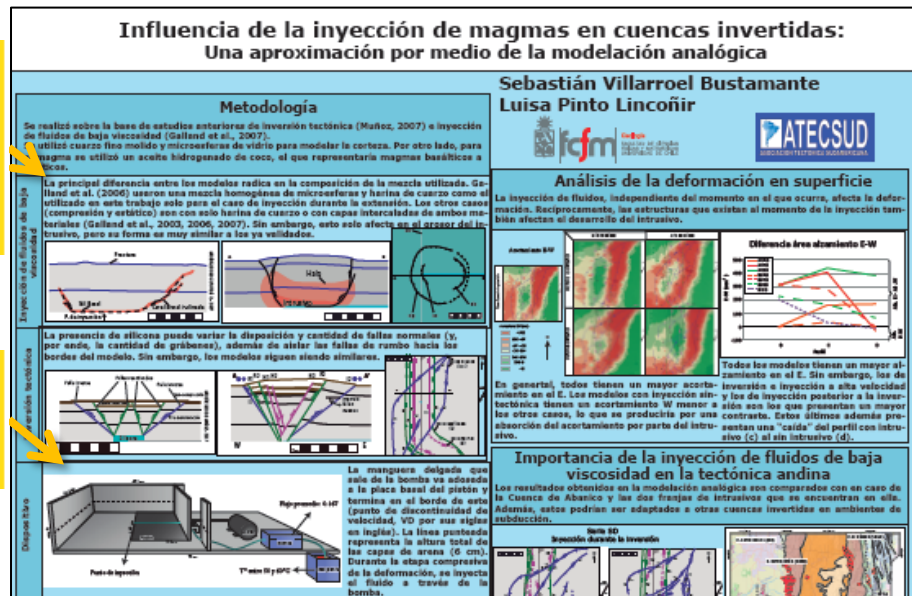 Influencia de la inyección de magmas en cuencas invertidas:
Una aproximación por medio de la modelación analógica
Sebastián Villarroel Bustamante
Luisa Pinto Lincoñir
fcfm
ATECSUD
Metodología
Se realizó sobre la base de estudios anteriores de inversión tectónica (Muñoz, 2007) e inyección
de fluidos de baja viscosidad (Galland et al., 2007).
utilizó cuarzo fino molido y microesferas de vidrio para modelar la corteza. Por otro lado, para
magma se utilizó un aceite hidrogenado de coco, el que representaría magmas basálticos a
ticos.
Inyección de fluidos de baja
viscosidad
La principal diferencia entre los modelos radica en la composición de la mezcla utilizada. Ga-
lland et al. (2006) usaron una mezcla homogénea de microesferas y harina de cuarzo como el
utilizado en este trabajo solo para el caso de inyección durante la extensión. Los otros casos
(compresión y estático) son con solo harina de cuarzo o con capas intercaladas de ambos ma-
teriales (Galland et al., 2003, 2006, 2007). Sin embargo, esto solo afecta en el grosor del in-
trusivo, pero su forma es muy similar a los ya validados.
Halo
Intrusivo
ersión tectónica
La presencia de silicona puede variar la disposición y cantidad de fallas normales (y,
por ende, la cantidad de grábenes), además de aislar las fallas de rumbo hacia los
bordes del modelo. Sin embargo, los modelos siguen siendo similares.
W
E
Dispositivo
La manguera delgada que
sale de la bomba va adosada
a la placa basal del pistón y
termina en el borde de este
(punto de discontinuidad de
velocidad, VD por sus siglas
en inglés). La línea punteada
representa la altura total de
las capas de arena (6 cm).
Durante la etapa compresiva
de la deformación, se inyecta
el fluido a través de la
bomba.
Punto de inyección
Análisis de la deformación en superficie
La inyección de fluidos, independiente del momento en el que ocurra, afecta la defor-
mación. Recíprocamente, las estructuras que existan al momento de la inyección tam-
bién afectan el desarrollo del intrusivo.
Acortamiento E-W
Diferencia área alzamiento E-W
Perfil
En genertal, todos tienen un mayor acorta-
miento en el E. Los modelos con inyección sin-
tectónica tienen un acortamiento W menor a
los otros casos, lo que se produciría por una
absorción del acortamiento por parte del intru-
sivo.
Todos los modelos tienen un mayor al-
zamiento en el E. Sin embargo, los de
inversión e inyección a alta velocidad
y los de inyección posterior a la inver-
sión son los que presentan un mayor
contraste. Estos últimos además pre-
sentan una "caída" del perfil con intru-
sivo (c) al sin intrusivo (d).
Importancia de la inyección de fluidos de baja
viscosidad en la tectónica andina
Los resultados obtenidos en la modelación analógica son comparados con en caso de
la Cuenca de Abanico y las dos franjas de intrusivos que se encuentran en ella.
Además, estos podrían ser adaptados a otras cuencas invertidas en ambientes de
subducción.
Serie SD
Inyección durante la inversión